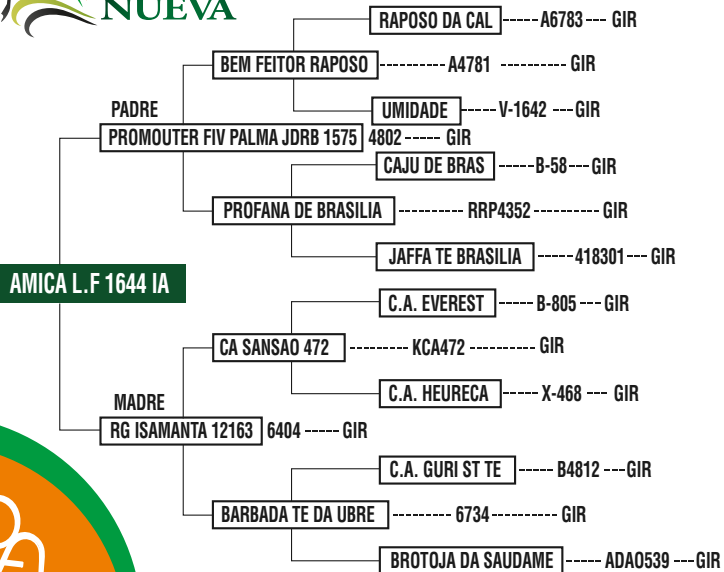 NUEVA
RAPOSO DA CAL ----- A6783 --- GIR
BEM FEITOR RAPOSO ---------- A4781 ---------- GIR
PADRE
UMIDADE ----- V-1642 --- GIR
PROMOUTER FIV PALMA JDRB 1575 4802 ----- GIR
CAJU DE BRAS ----- B-58 --- GIR
PROFANA DE BRASILIA --------- RRP4352 ---------- GIR
JAFFA TE BRASILIA ----- 418301 --- GIR
AMICA L.F 1644 IA
C.A. EVEREST ----- B-805 --- GIR
CA SANSAO 472 --------- KCA472 ---------- GIR
C.A. HEURECA ----- X-468 --- GIR
MADRE
RG ISAMANTA 12163 6404 ----- GIR
C.A. GURI ST TE ----- B4812 --- GIR
BARBADA TE DA UBRE --------- 6734 ---------- GIR
BROTOJA DA SAUDAME ----- ADAO539 --- GIR